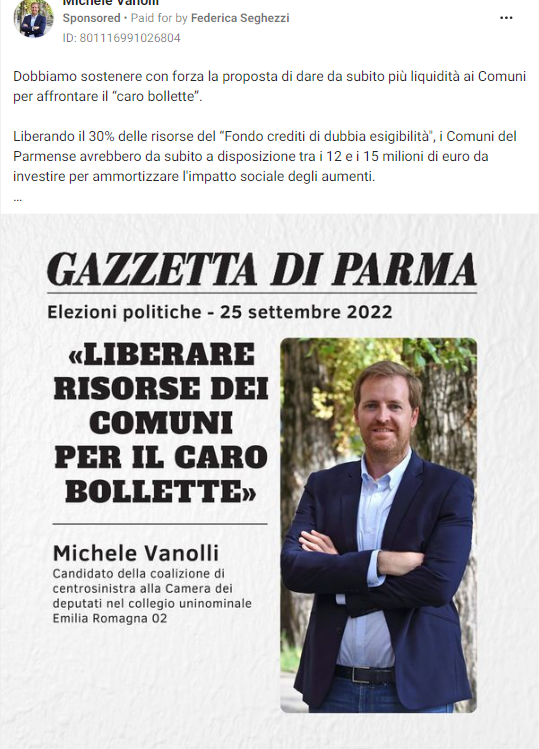 Michele Vanolli
Sponsored • Paid for by Federica Seghezzi
ID: 801116991026804
Dobbiamo sostenere con forza la proposta di dare da subito più liquidità ai Comuni
per affrontare il “caro bollette”.
Liberando il 30% delle risorse del “Fondo crediti di dubbia esigibilità", i Comuni del
Parmense avrebbero da subito a disposizione tra i 12 e i 15 milioni di euro da
investire per ammortizzare l'impatto sociale degli aumenti.
...
GAZZETTA DI PARMA
Elezioni politiche - 25 settembre 2022
«LIBERARE
RISORSE DEI
COMUNI
PER IL CARO
BOLLETTE»
Michele Vanolli
Candidato della coalizione di
centrosinistra alla Camera dei
deputati nel collegio uninominale
Emilia Romagna 02